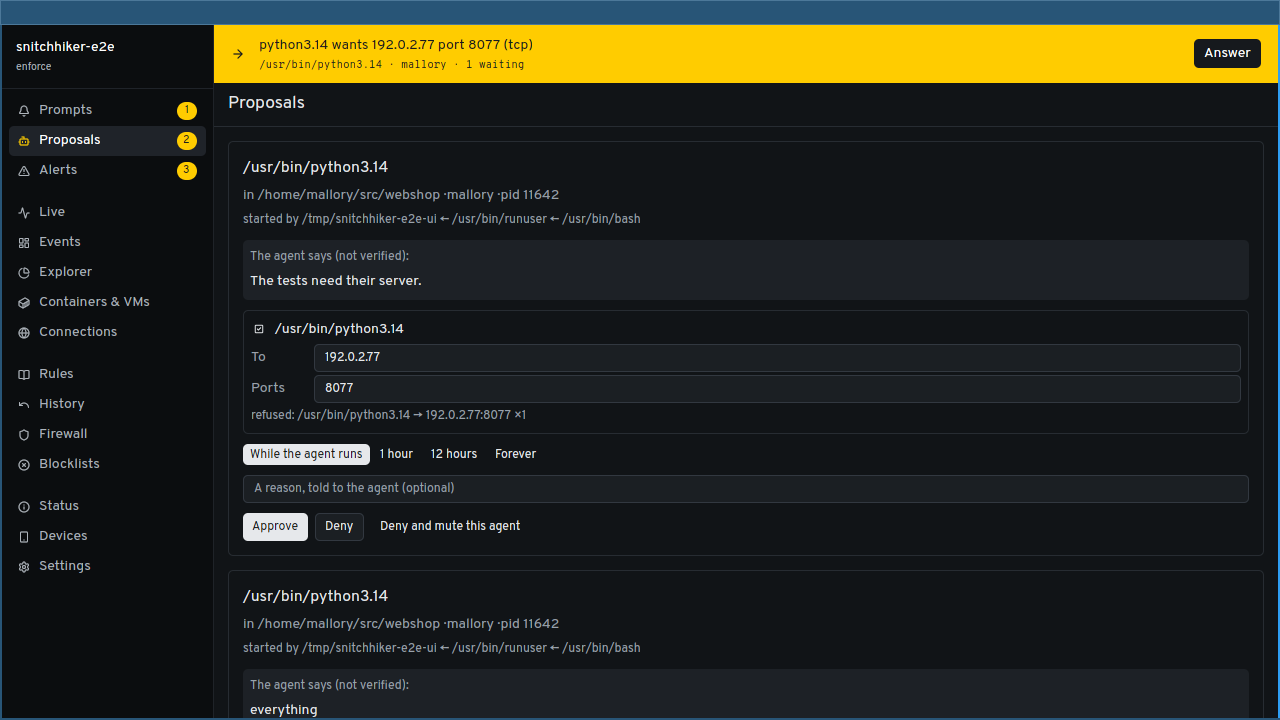 snitchhiker-e2e
enforce
Prompts 1
Proposals 2
Alerts 3
Live
Events
Explorer
Containers & VMs
Connections
Rules
History
Firewall
Blocklists
Status
Devices
Settings
→ python3.14 wants 192.0.2.77 port 8077 (tcp)
/usr/bin/python3.14 · mallory · 1 waiting
Answer
Proposals
/usr/bin/python3.14
in /home/mallory/src/webshop ·mallory ·pid 11642
started by /tmp/snitchhiker-e2e-ui ← /usr/bin/runuser ← /usr/bin/bash
The agent says (not verified):
The tests need their server.
/usr/bin/python3.14
To 192.0.2.77
Ports 8077
refused: /usr/bin/python3.14 → 192.0.2.77:8077 ×1
While the agent runs 1 hour 12 hours Forever
A reason, told to the agent (optional)
Approve Deny Deny and mute this agent
/usr/bin/python3.14
in /home/mallory/src/webshop ·mallory ·pid 11642
started by /tmp/snitchhiker-e2e-ui ← /usr/bin/runuser ← /usr/bin/bash
The agent says (not verified):
everything